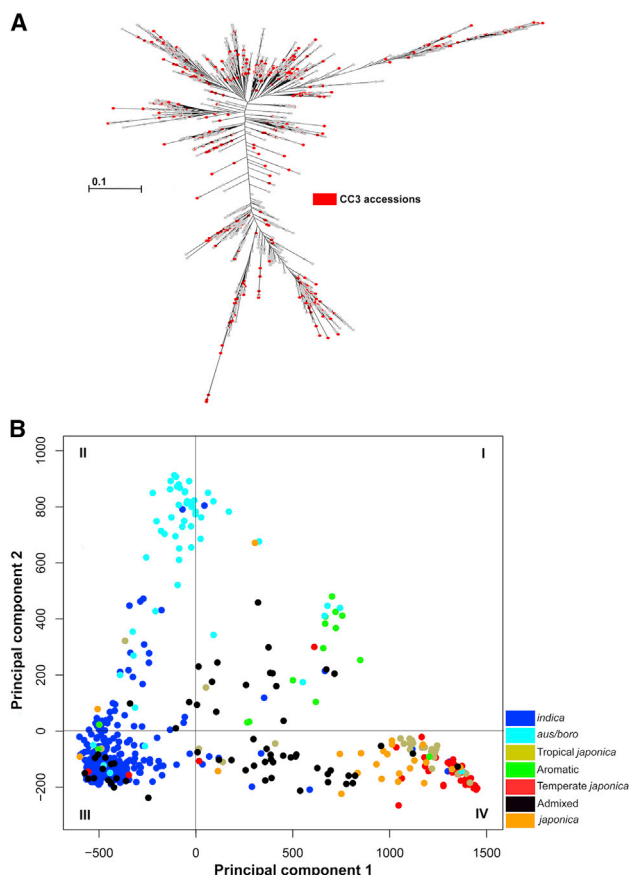 A
0.1
CC3 accessions
B
II
I
1000
800
600
400
200
0
−200
Principal component 2
III
IV
indica
aus/boro
Tropical japonica
Aromatic
Temperate japonica
Admixed
japonica
−500
0
500
1000
1500
Principal component 1